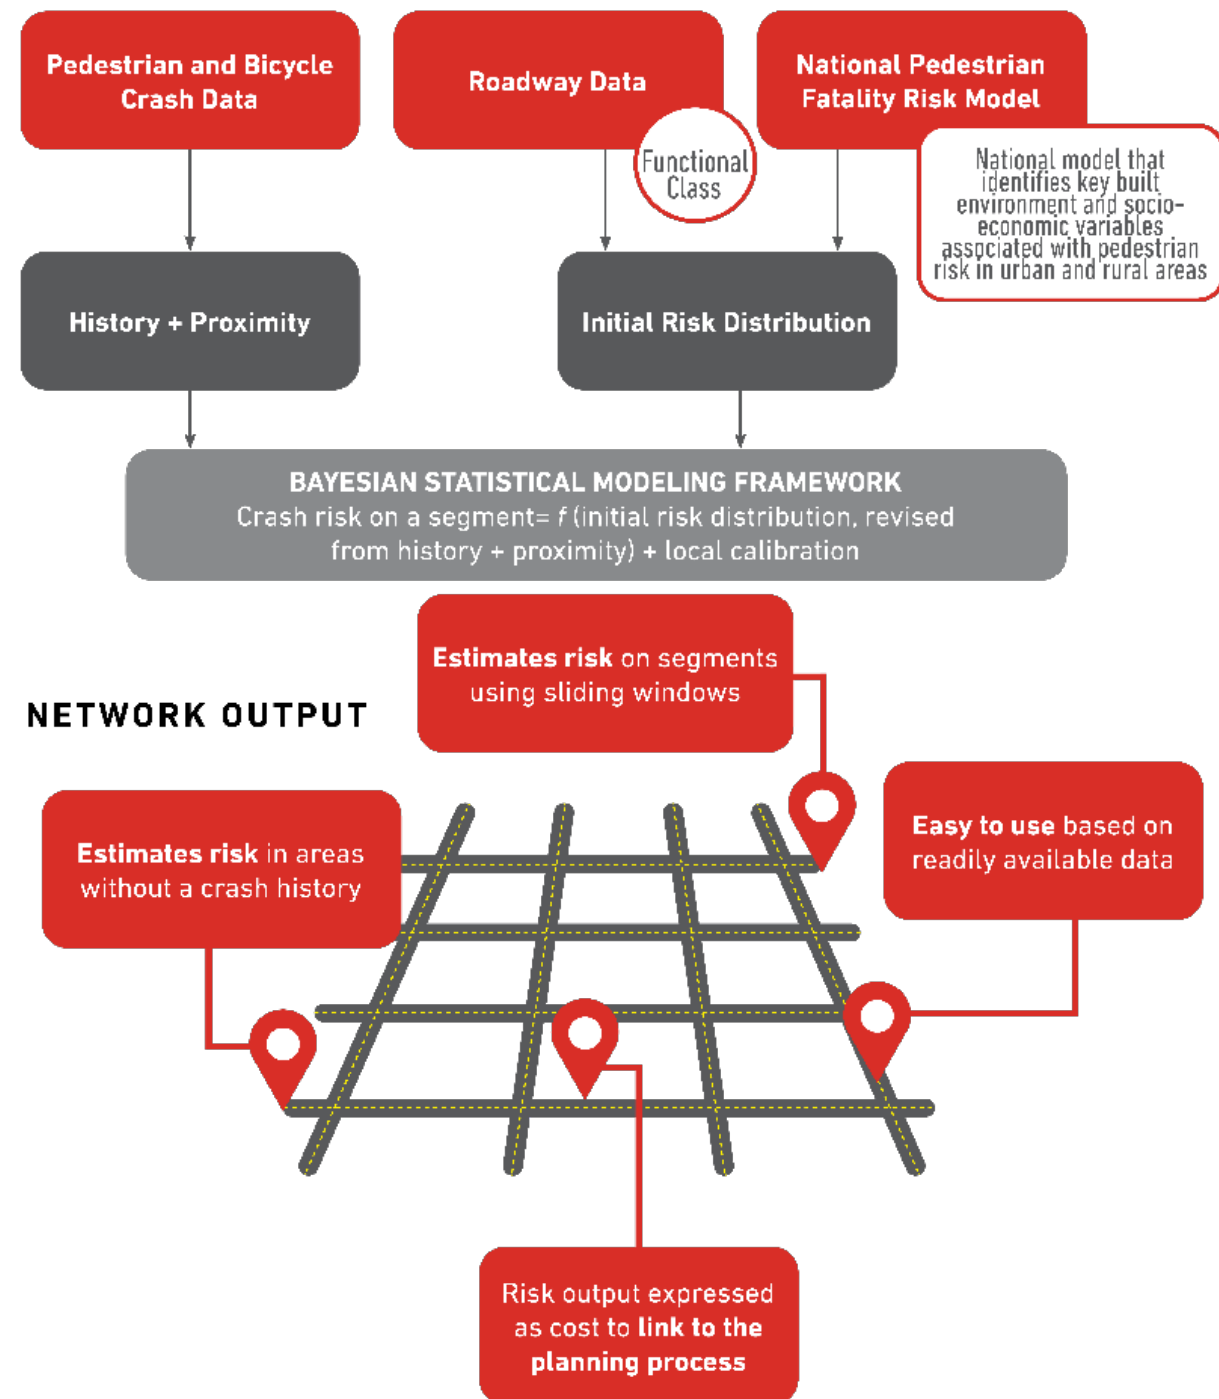 Pedestrian and Bicycle
Crash Data
Roadway Data
Functional
Class
National Pedestrian
Fatality Risk Model
National model that
identifies key built
environment and socio-
economic variables
associated with pedestrian
risk in urban and rural areas
History + Proximity
Initial Risk Distribution
BAYESIAN STATISTICAL MODELING FRAMEWORK
Crash risk on a segment= f (initial risk distribution, revised
from history + proximity) + local calibration
Estimates risk on segments
using sliding windows
NETWORK OUTPUT
Estimates risk in areas
without a crash history
Easy to use based on
readily available data
Risk output expressed
as cost to link to the
planning process